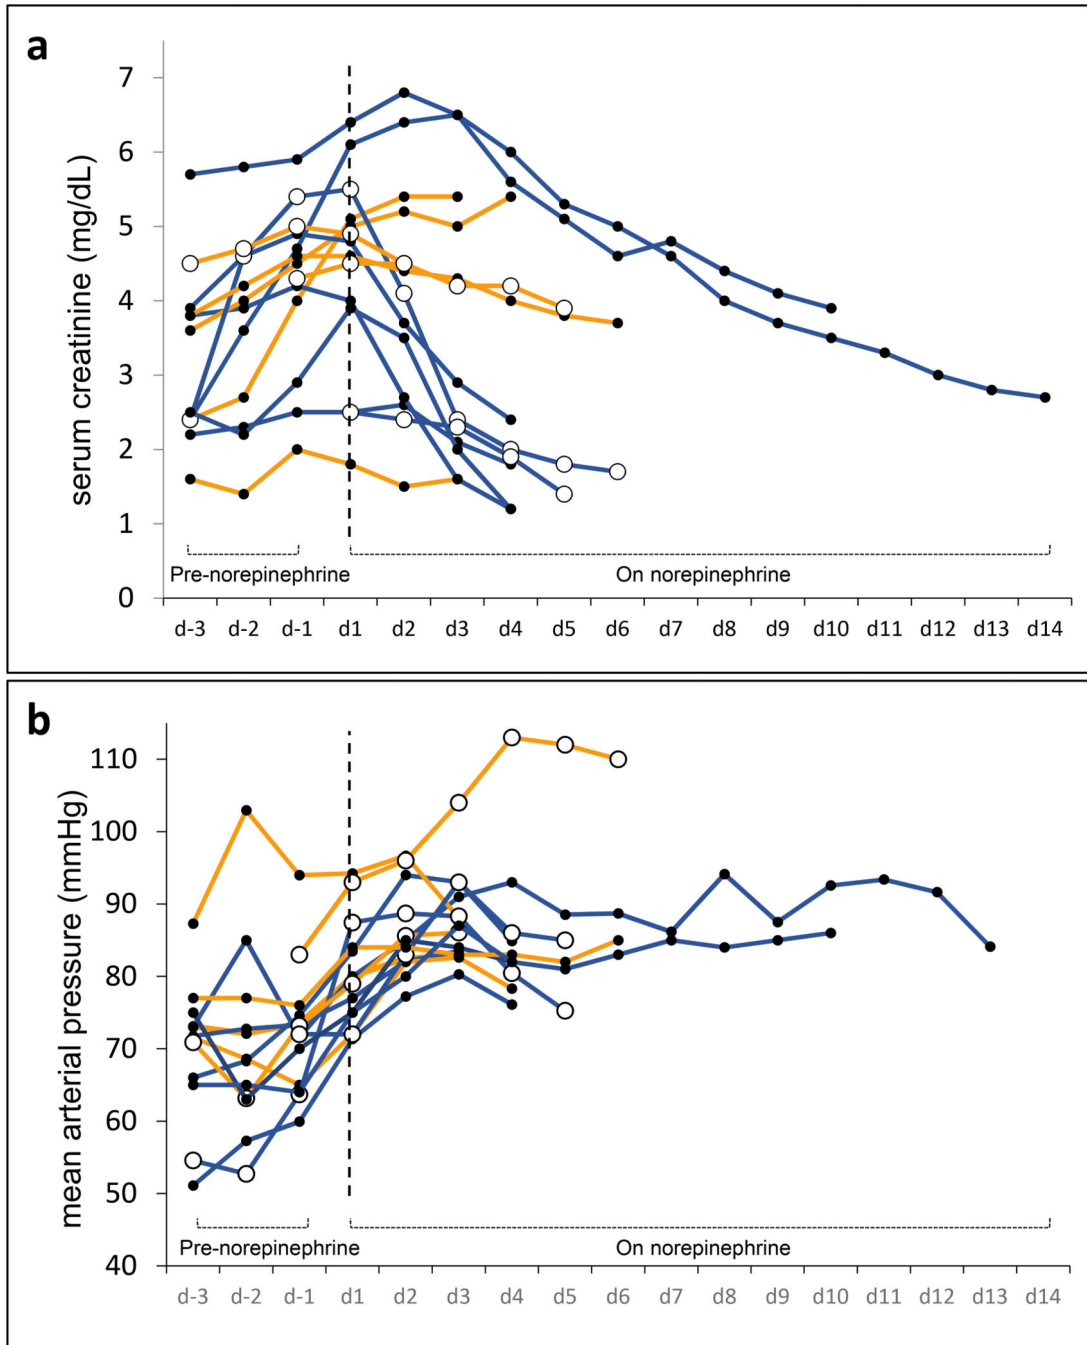 a
serum creatinine (mg/dL)
7
6
5
4
3
2
1
0
Pre-norepinephrine
On norepinephrine
d-3 d-2 d-1 d1 d2 d3 d4 d5 d6 d7 d8 d9 d10 d11 d12 d13 d14
b
mean arterial pressure (mmHg)
110
100
90
80
70
60
50
40
Pre-norepinephrine
On norepinephrine
d-3 d-2 d-1 d1 d2 d3 d4 d5 d6 d7 d8 d9 d10 d11 d12 d13 d14